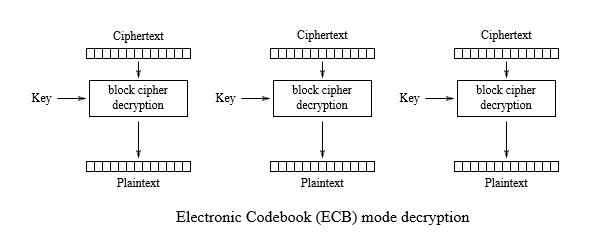 Ciphertext Ciphertext Ciphertext
Key block cipher decryption Key block cipher decryption Key block cipher decryption
Plaintext Plaintext Plaintext
Electronic Codebook (ECB) mode decryption